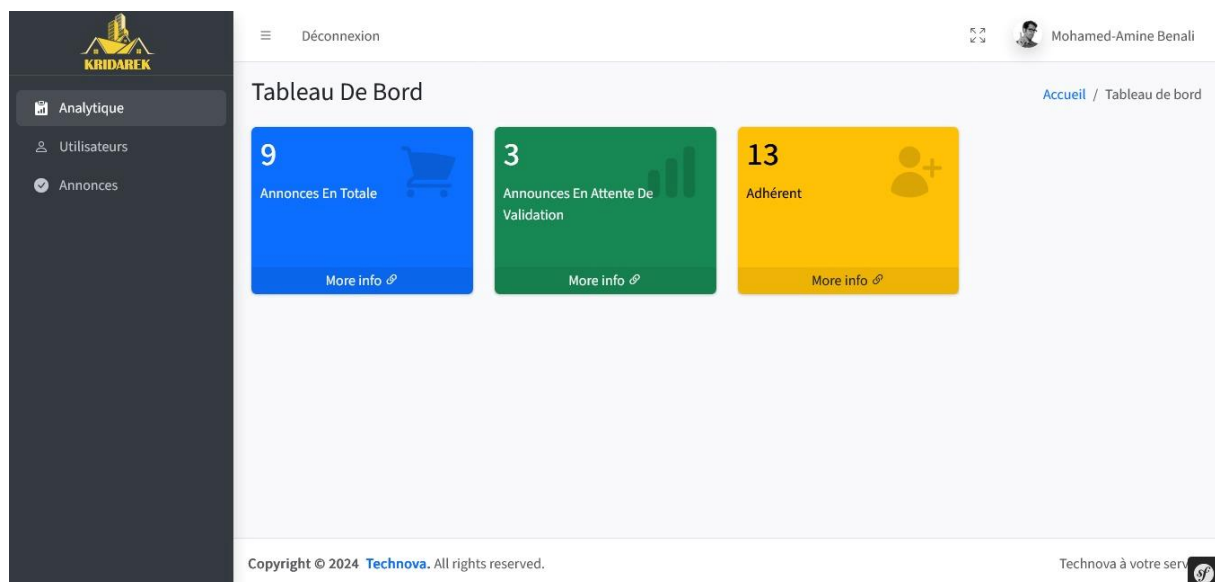 KRIDAREK
Déconnexion
Mohamed-Amine Benali
Analytique
Utilisateurs
Annonces
Tableau De Bord
Accueil / Tableau de bord
9
Annonces En Totale
More info
3
Announces En Attente De
Validation
More info
13
Adhérent
More info
Copyright © 2024 Technova. All rights reserved.
Technova à votre serv
sf